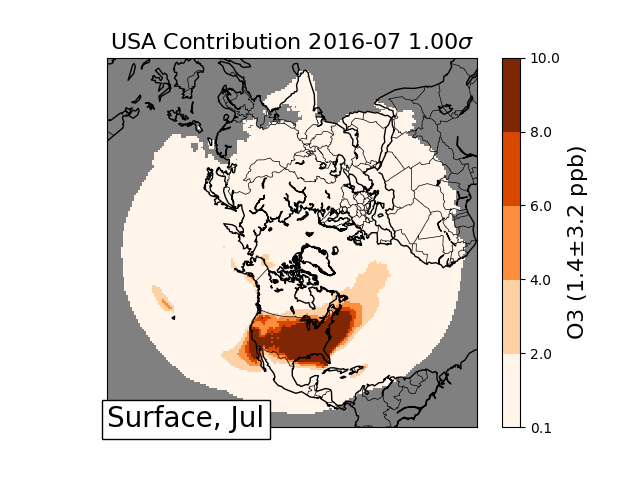 USA Contribution 2016-07 1.00σ
10.0
8.0
6.0
4.0
2.0
0.1
O3 (1.4±3.2 ppb)
Surface, Jul